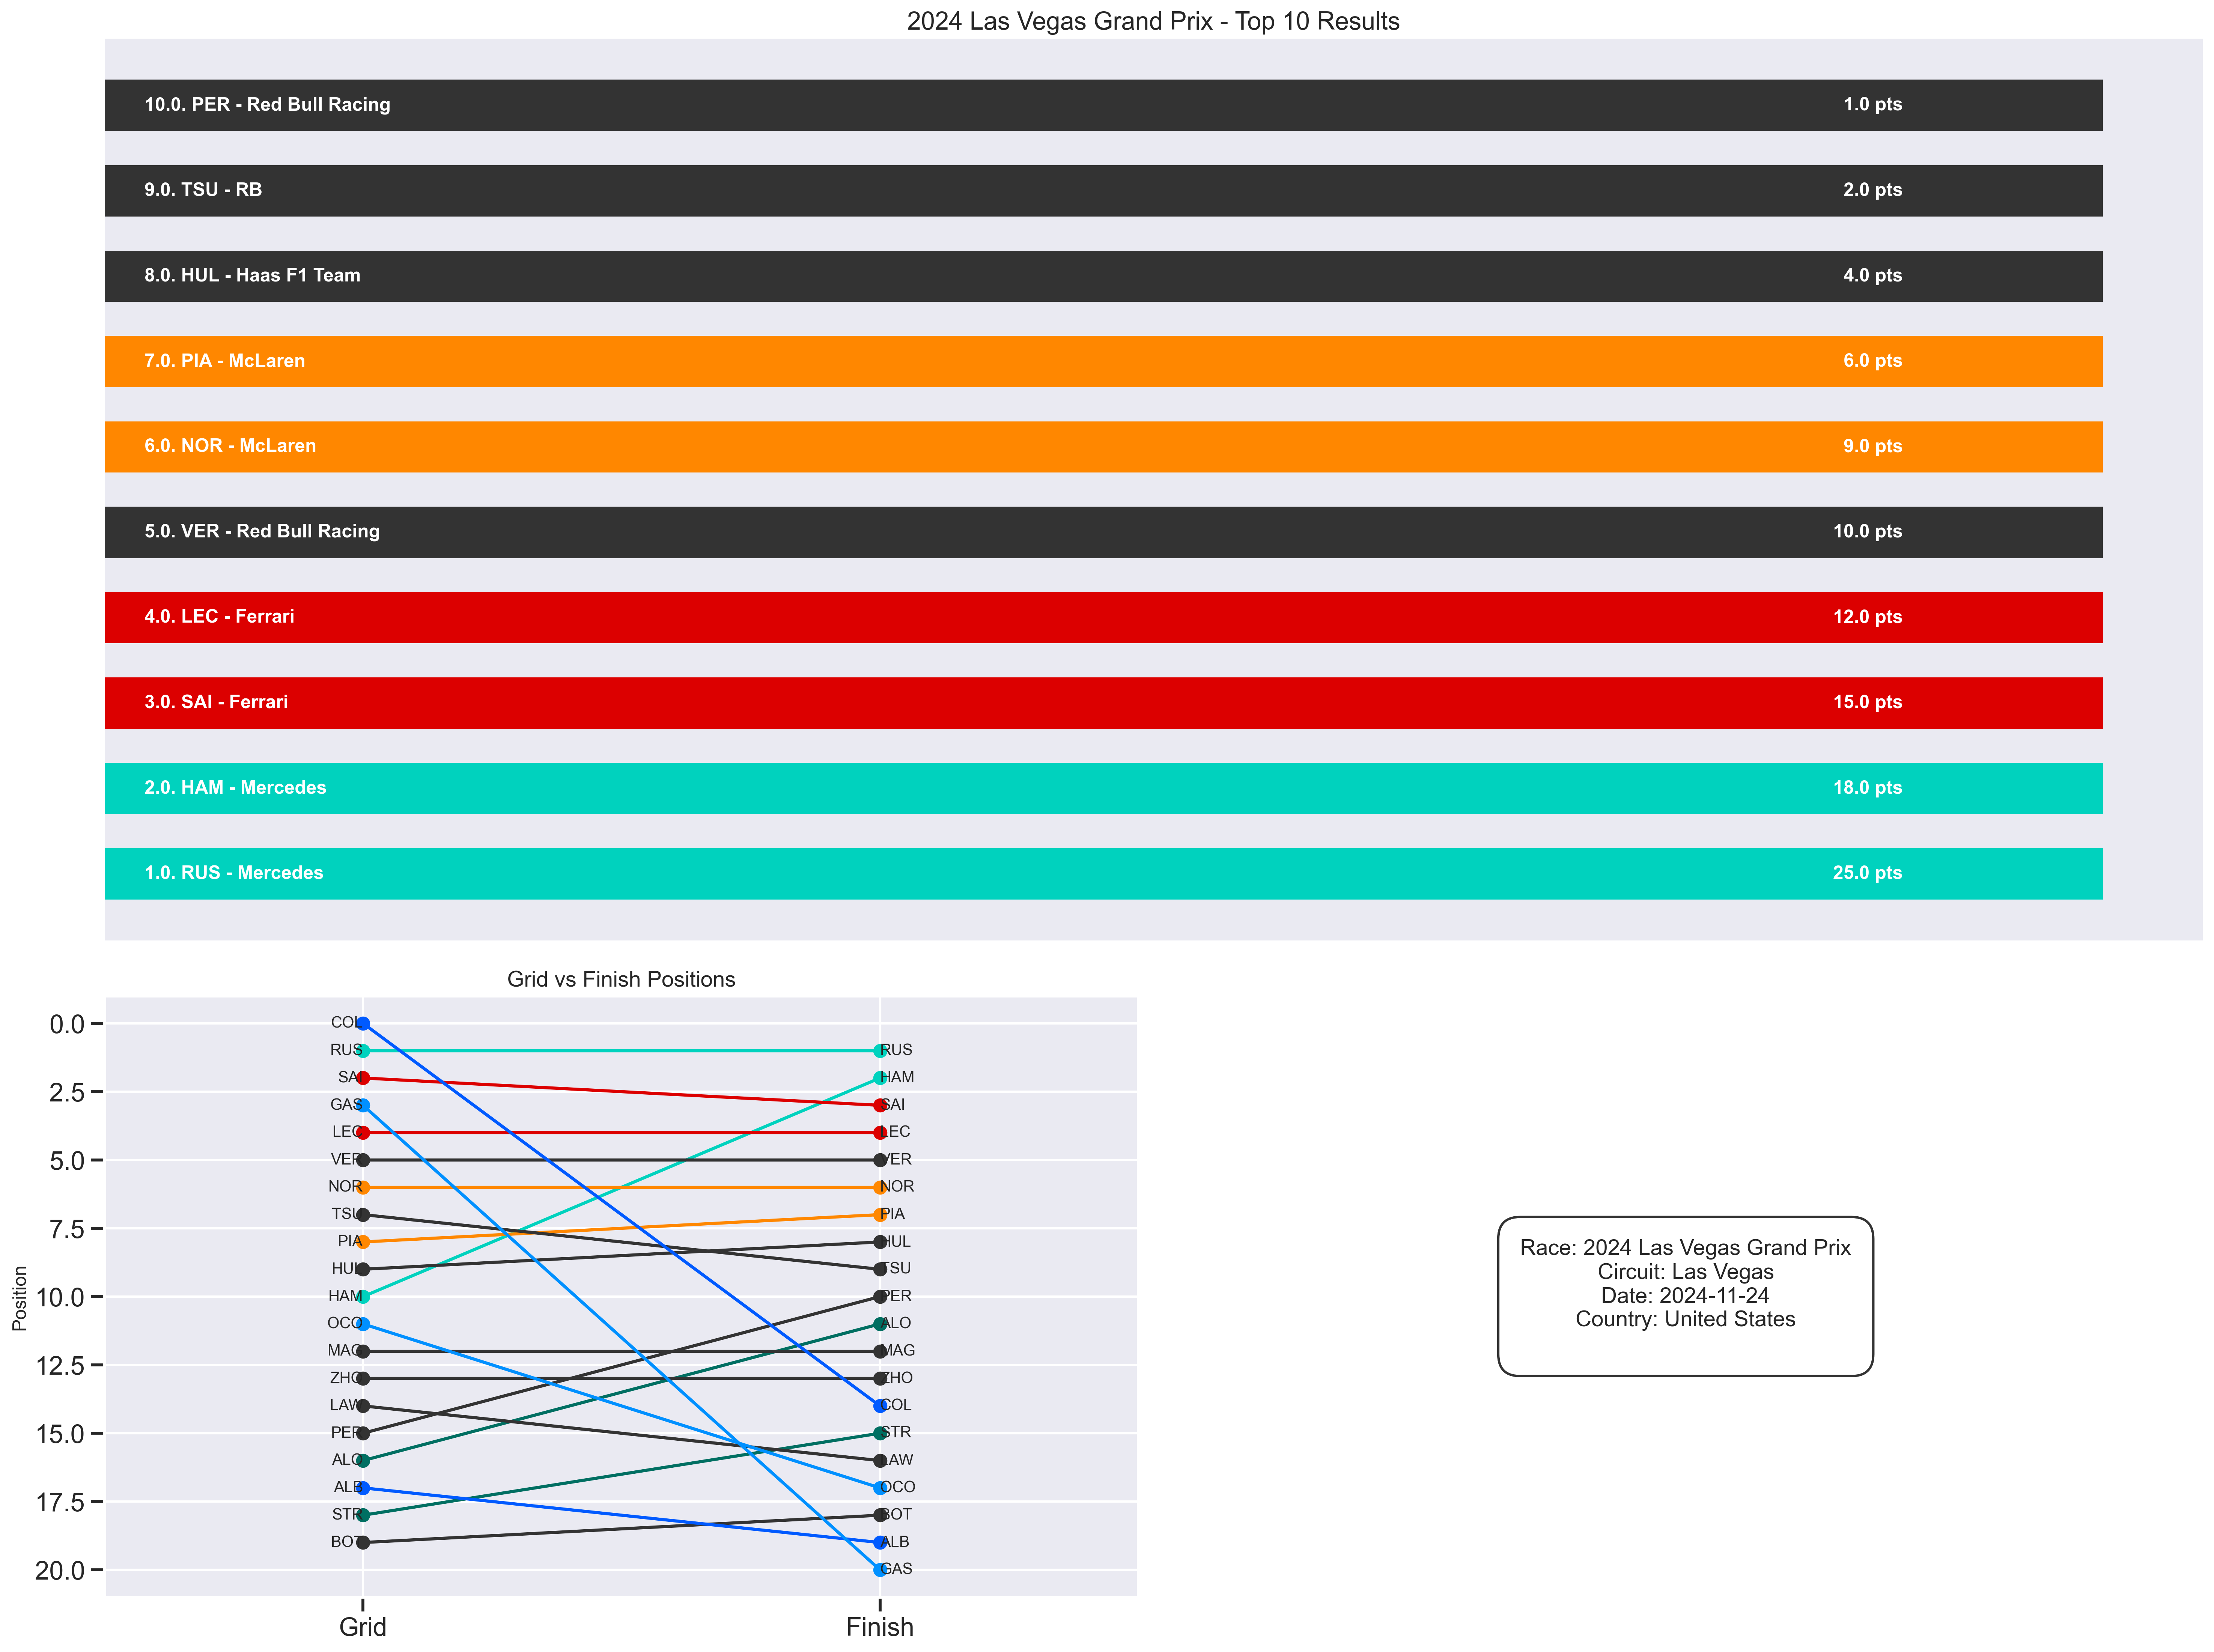 2024 Las Vegas Grand Prix - Top 10 Results
10.0. PER - Red Bull Racing 1.0 pts
9.0. TSU - RB 2.0 pts
8.0. HUL - Haas F1 Team 4.0 pts
7.0. PIA - McLaren 6.0 pts
6.0. NOR - McLaren 9.0 pts
5.0. VER - Red Bull Racing 10.0 pts
4.0. LEC - Ferrari 12.0 pts
3.0. SAI - Ferrari 15.0 pts
2.0. HAM - Mercedes 18.0 pts
1.0. RUS - Mercedes 25.0 pts
Grid vs Finish Positions
Position
0.0
2.5
5.0
7.5
10.0
12.5
15.0
17.5
20.0
COL
RUS
SAI
GAS
LEC
VER
NOR
TSU
PIA
HUL
HAM
OCO
MAG
ZHO
LAW
PER
ALO
ALB
STR
BOT
RUS
HAM
SAI
LEC
VER
NOR
PIA
HUL
TSU
PER
ALO
MAG
ZHO
COL
STR
LAW
OCO
BOT
ALB
GAS
Grid
Finish
Race: 2024 Las Vegas Grand Prix
Circuit: Las Vegas
Date: 2024-11-24
Country: United States